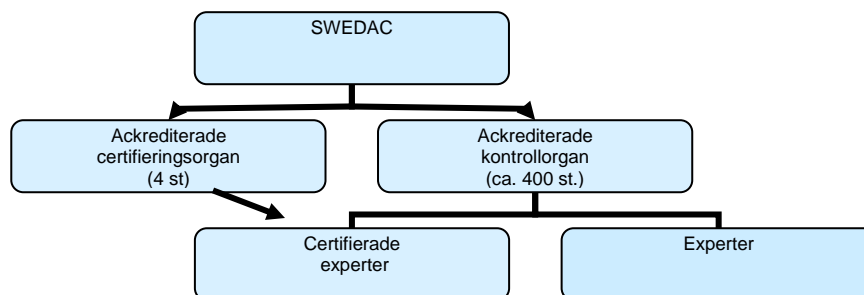 SWEDAC
Ackrediterade
certifieringsorgan
(4 st)
Ackrediterade
kontrollorgan
(ca. 400 st.)
Certifierade
experter
Experter